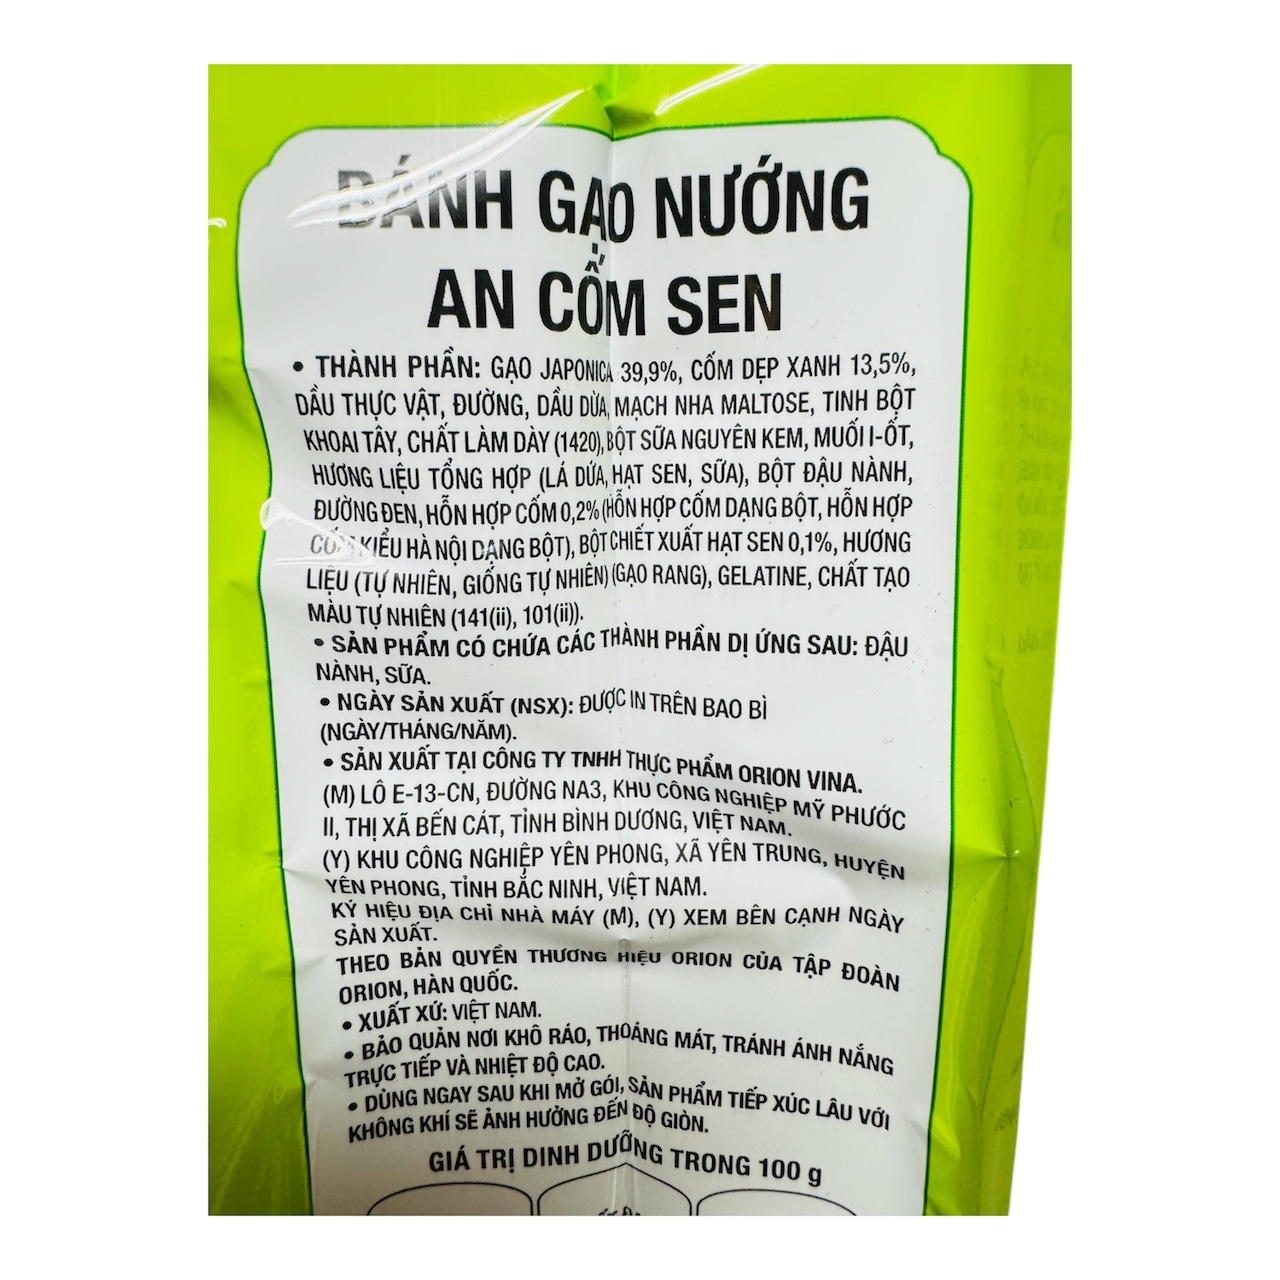 BÁNH GẠO NƯỚNG
AN CỐM SEN
• THÀNH PHẦN: GẠO JAPONICA 39,9%, CỐM DẸP XANH 13,5%,
DẦU THỰC VẬT, ĐƯỜNG, DẦU DỪA, MẠCH NHA MALTOSE, TINH BỘT
KHOAI TÂY, CHẤT LÀM DÀY (1420), BỘT SỮA NGUYÊN KEM, MUỐI I-ỐT,
HƯƠNG LIỆU TỔNG HỢP (LÁ DỨA, HẠT SEN, SỮA), BỘT ĐẬU NÀNH,
ĐƯỜNG ĐEN, HỖN HỢP CỐM 0,2% (HỖN HỢP CỐM DẠNG BỘT, HỖN HỢP
CỐM KIỂU HÀ NỘI DẠNG BỘT), BỘT CHIẾT XUẤT HẠT SEN 0,1%, HƯƠNG
LIỆU (TỰ NHIÊN, GIỐNG TỰ NHIÊN) (GẠO RANG), GELATINE, CHẤT TẠO
MÀU TỰ NHIÊN (141(ii), 101(ii)).
• SẢN PHẨM CÓ CHỨA CÁC THÀNH PHẦN DỊ ỨNG SAU: ĐẬU
NÀNH, SỮA.
• NGÀY SẢN XUẤT (NSX): ĐƯỢC IN TRÊN BAO BÌ
(NGÀY/THÁNG/NĂM).
• SẢN XUẤT TẠI CÔNG TY TNHH THỰC PHẨM ORION VINA.
(M) LÔ E-13-CN, ĐƯỜNG NA3, KHU CÔNG NGHIỆP MỸ PHƯỚC
II, THỊ XÃ BẾN CÁT, TỈNH BÌNH DƯƠNG, VIỆT NAM.
(Y) KHU CÔNG NGHIỆP YÊN PHONG, XÃ YÊN TRUNG, HUYỆN
YÊN PHONG, TỈNH BẮC NINH, VIỆT NAM.
KÝ HIỆU ĐỊA CHỈ NHÀ MÁY (M), (Y) XEM BÊN CẠNH NGÀY
SẢN XUẤT.
THEO BẢN QUYỀN THƯƠNG HIỆU ORION CỦA TẬP ĐOÀN
ORION, HÀN QUỐC.
• XUẤT XỨ: VIỆT NAM.
• BẢO QUẢN NƠI KHÔ RÁO, THOÁNG MÁT, TRÁNH ÁNH NẮNG
TRỰC TIẾP VÀ NHIỆT ĐỘ CAO.
• DÙNG NGAY SAU KHI MỞ GÓI, SẢN PHẨM TIẾP XÚC LÂU VỚI
KHÔNG KHÍ SẼ ẢNH HƯỞNG ĐẾN ĐỘ GIÒN.
GIÁ TRỊ DINH DƯỠNG TRONG 100 g